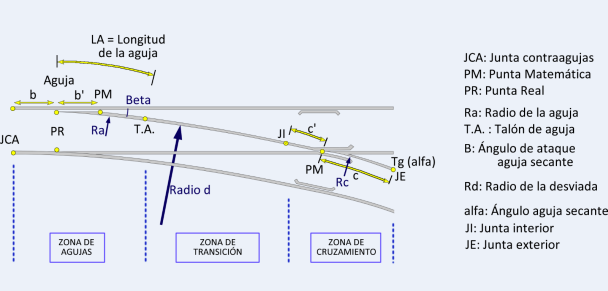 LA = Longitud
de la aguja
Aguja
b
b'
PM
Beta
JCA
PR
Ra
T.A.
JI
c'
Radio d
PM
Rc
c
Tg (alfa)
JE
ZONA DE
AGUJAS
ZONA DE
TRANSICIÓN
ZONA DE
CRUZAMIENTO
JCA: Junta contraagujas
PM: Punta Matemática
PR: Punta Real
Ra: Radio de la aguja
T.A. : Talón de aguja
B: Ángulo de ataque
aguja secante
Rd: Radio de la desviada
alfa: Ángulo aguja secante
JI: Junta interior
JE: Junta exterior